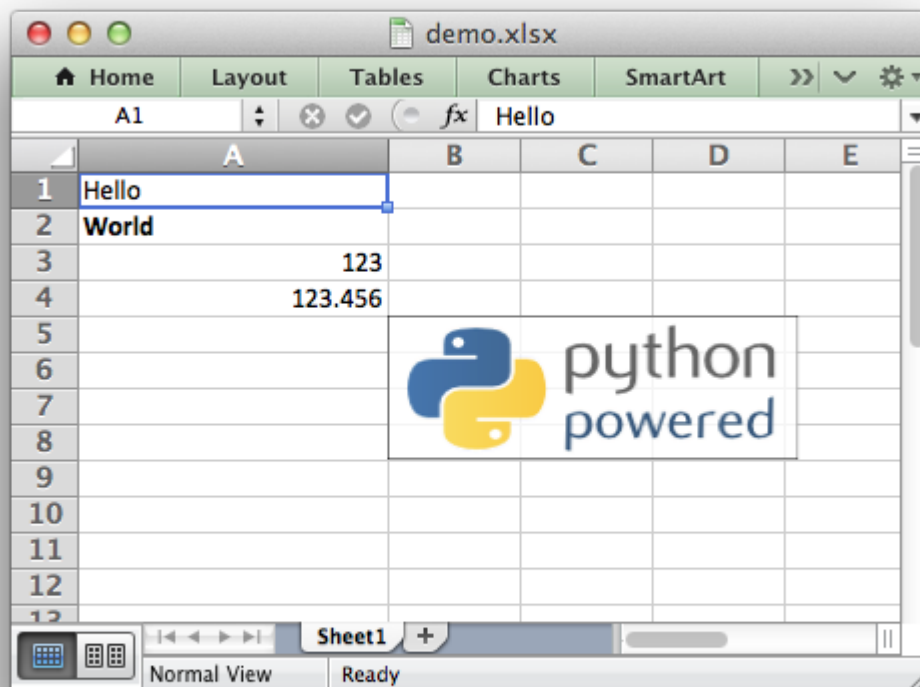 demo.xlsx
Home Layout Tables Charts SmartArt
A1 fx Hello
A B C D E
1 Hello
2 World
3 123
4 123.456
5
6
7
8
python
powered
9
10
11
12
13
Sheet1 +
Normal View Ready